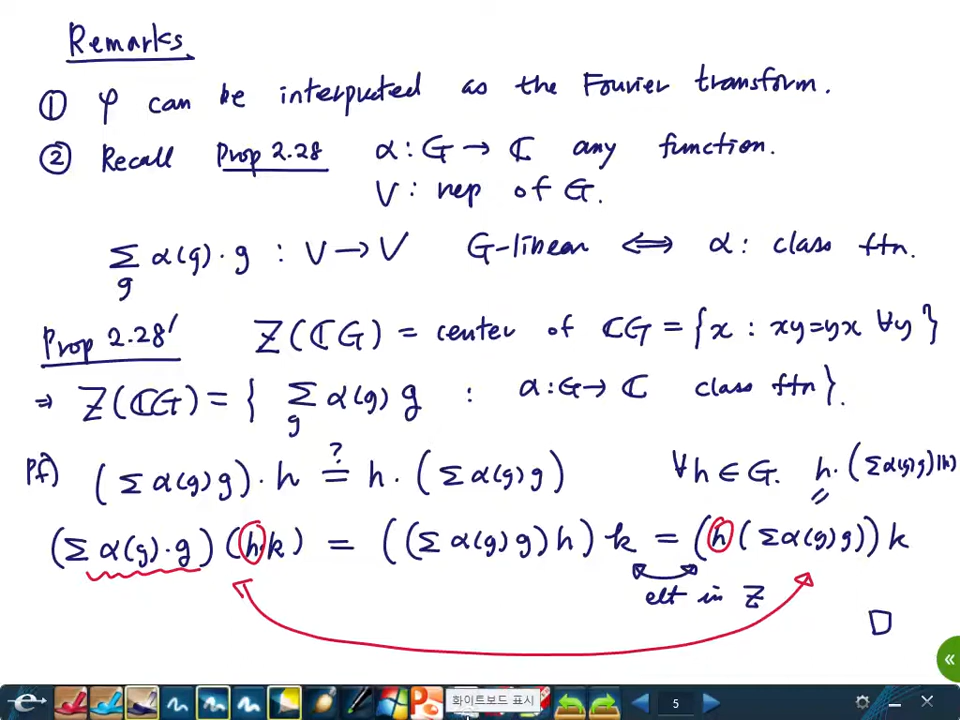 Remarks
① φ can be interpreted as the Fourier transform.
② Recall Prop 2.28 α : G → ℂ any function.
V : rep of G.
∑_g α(g)·g : V → V G-linear ⟺ α : class ftn.
Prop 2.28' Z(ℂG) = center of ℂG = {x : xy=yx ∀y}
⇒ Z(ℂG) = { ∑_g α(g) g : α:G→ℂ class ftn }.
Pf) (∑ α(g) g)·h ≟ h·(∑ α(g) g) ∀h ∈ G. h·(∑α(g)g)(k)
(∑ α(g)·g) (h·k) = ((∑ α(g) g) h) k = (h (∑α(g) g)) k
elt in Z
□
«
화이트보드 표시
5